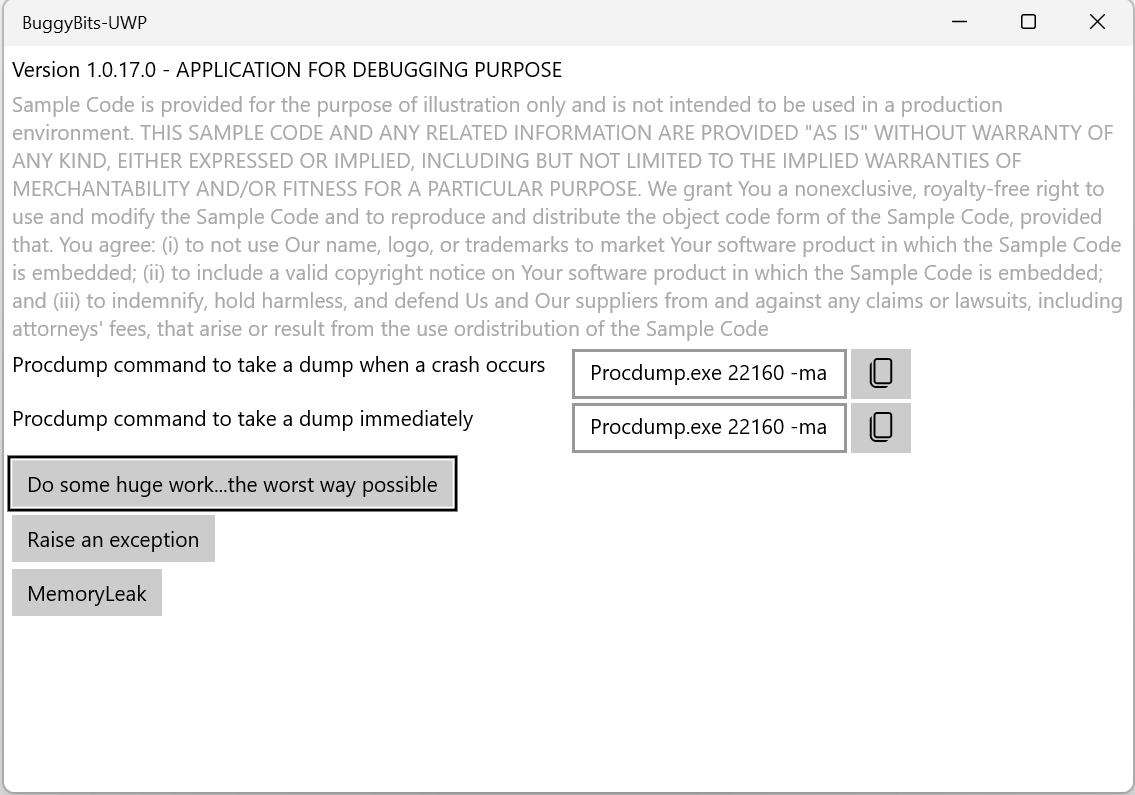 BuggyBits-UWP
Version 1.0.17.0 - APPLICATION FOR DEBUGGING PURPOSE
Sample Code is provided for the purpose of illustration only and is not intended to be used in a production
environment. THIS SAMPLE CODE AND ANY RELATED INFORMATION ARE PROVIDED "AS IS" WITHOUT WARRANTY OF
ANY KIND, EITHER EXPRESSED OR IMPLIED, INCLUDING BUT NOT LIMITED TO THE IMPLIED WARRANTIES OF
MERCHANTABILITY AND/OR FITNESS FOR A PARTICULAR PURPOSE. We grant You a nonexclusive, royalty-free right to
use and modify the Sample Code and to reproduce and distribute the object code form of the Sample Code, provided
that. You agree: (i) to not use Our name, logo, or trademarks to market Your software product in which the Sample Code
is embedded; (ii) to include a valid copyright notice on Your software product in which the Sample Code is embedded;
and (iii) to indemnify, hold harmless, and defend Us and Our suppliers from and against any claims or lawsuits, including
attorneys' fees, that arise or result from the use ordistribution of the Sample Code
Procdump command to take a dump when a crash occurs Procdump.exe 22160 -ma
Procdump command to take a dump immediately Procdump.exe 22160 -ma
Do some huge work...the worst way possible
Raise an exception
MemoryLeak